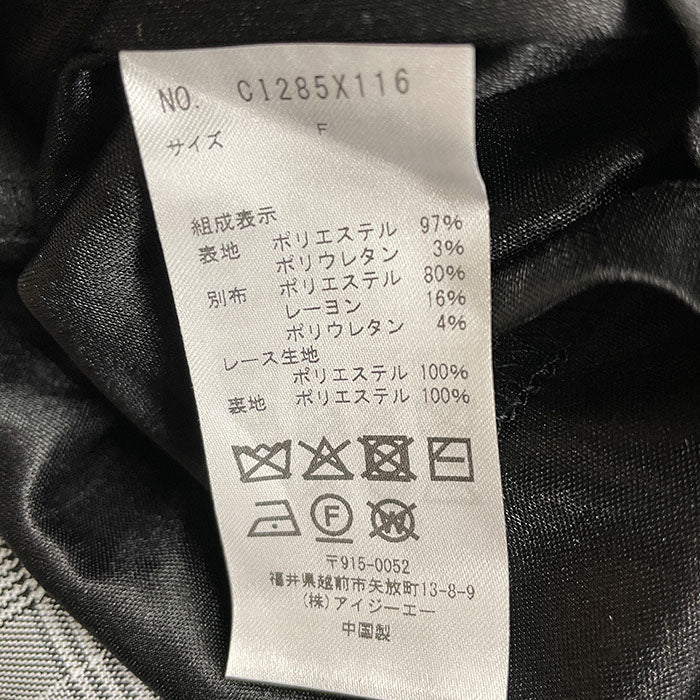 NO. C1285X116
サイズ F
組成表示
表地 ポリエステル 97%
ポリウレタン 3%
別布 ポリエステル 80%
レーヨン 16%
ポリウレタン 4%
レース生地
ポリエステル 100%
裏地 ポリエステル 100%
F W
〒915-0052
福井県越前市矢放町13-8-9
(株)アイジーエー
中国製